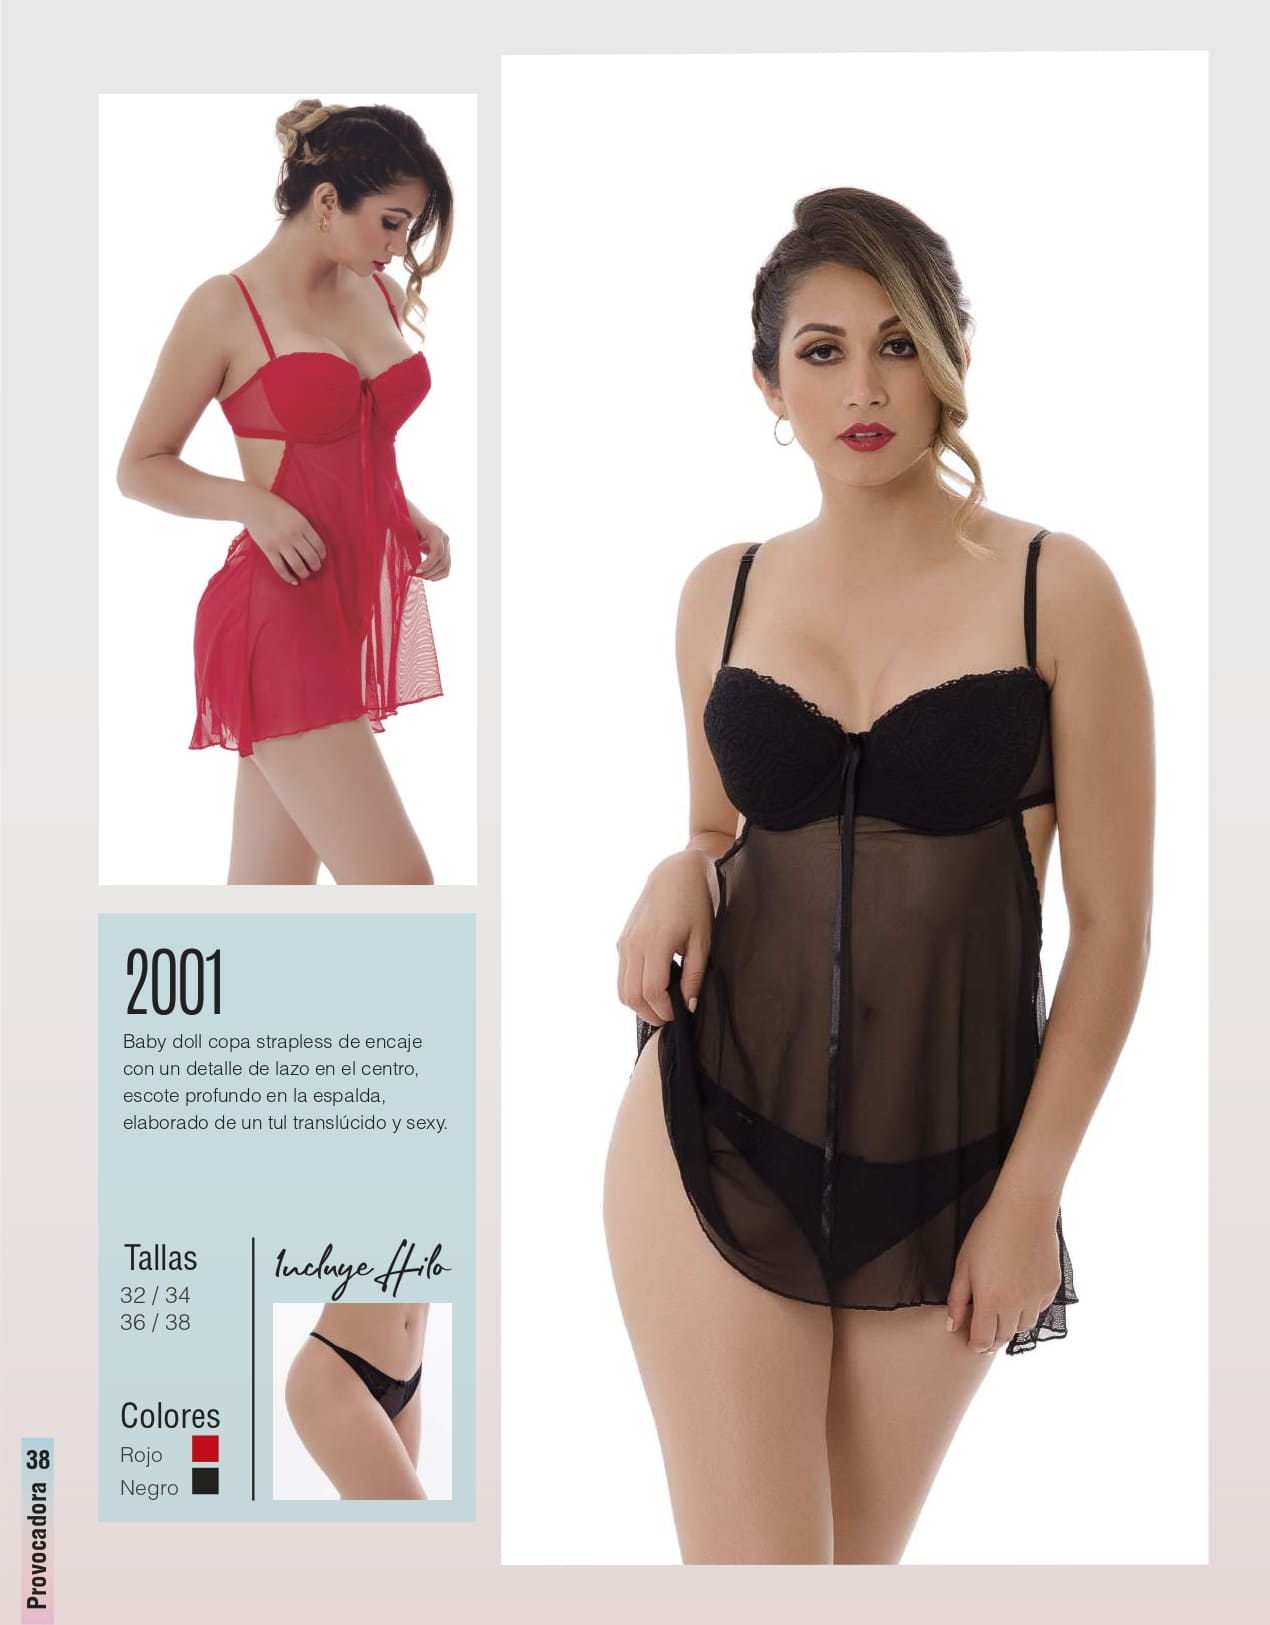 2001
Baby doll copa strapless de encaje
con un detalle de lazo en el centro,
escote profundo en la espalda,
elaborado de un tul translúcido y sexy.
Tallas
32 / 34
36 / 38
Colores
Rojo
Negro
Incluye Hilo
Provocadora 38